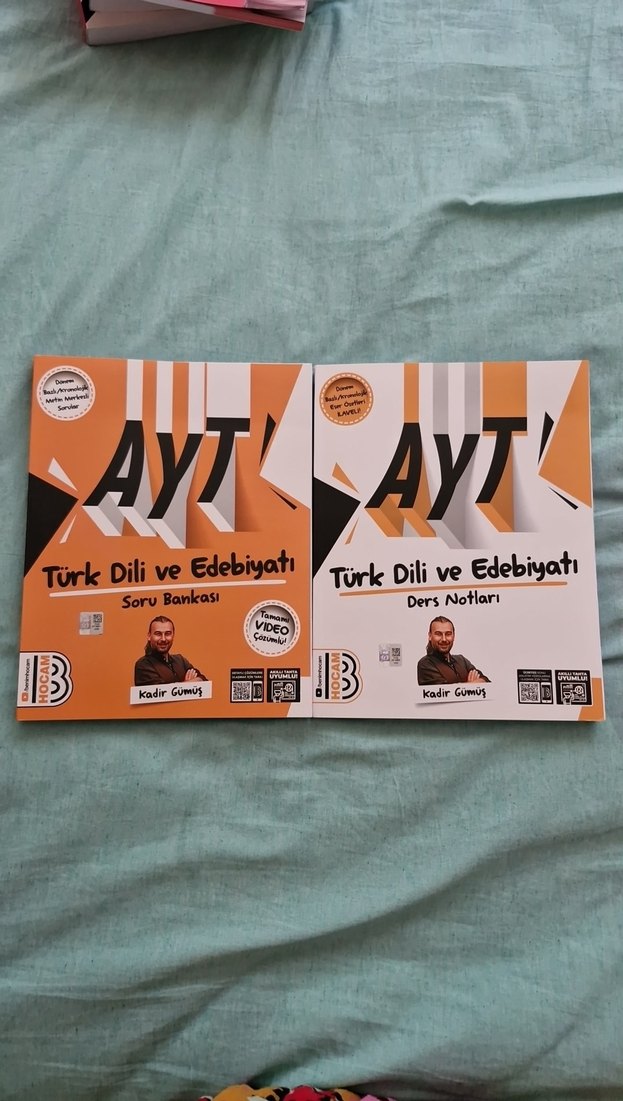 Dönem
Bazlı/Kronolojik
Metin Merkezli
Sorular
AYT
Türk Dili ve Edebiyatı
Soru Bankası
Tamamı
VIDEO
Çözümlü!
Kadir Gümüş
benimhocam
HOCAM
AKILLI TAHTA
UYUMLU!
Dönem
Bazlı/Kronolojik
Eser Özetleri
İLAVELİ!
AYT
Türk Dili ve Edebiyatı
Ders Notları
Kadir Gümüş
benimhocam
HOCAM
AKILLI TAHTA
UYUMLU!